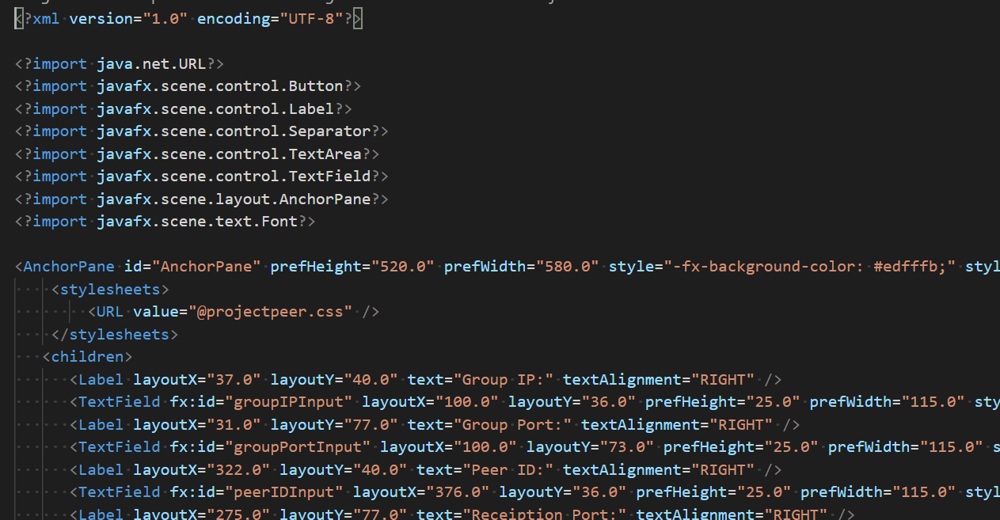 <?xml version="1.0" encoding="UTF-8"?>
<?import java.net.URL?>
<?import javafx.scene.control.Button?>
<?import javafx.scene.control.Label?>
<?import javafx.scene.control.Separator?>
<?import javafx.scene.control.TextArea?>
<?import javafx.scene.control.TextField?>
<?import javafx.scene.layout.AnchorPane?>
<?import javafx.scene.text.Font?>
<AnchorPane id="AnchorPane" prefHeight="520.0" prefWidth="580.0" style="-fx-background-color: #edfffb;" styl
<stylesheets>
<URL value="@projectpeer.css" />
</stylesheets>
<children>
<Label layoutX="37.0" layoutY="40.0" text="Group IP:" textAlignment="RIGHT" />
<TextField fx:id="groupIPInput" layoutX="100.0" layoutY="36.0" prefHeight="25.0" prefWidth="115.0" sty
<Label layoutX="31.0" layoutY="77.0" text="Group Port:" textAlignment="RIGHT" />
<TextField fx:id="groupPortInput" layoutX="100.0" layoutY="73.0" prefHeight="25.0" prefWidth="115.0" s
<Label layoutX="322.0" layoutY="40.0" text="Peer ID:" textAlignment="RIGHT" />
<TextField fx:id="peerIDInput" layoutX="376.0" layoutY="36.0" prefHeight="25.0" prefWidth="115.0" styl
<Label layoutX="275.0" layoutY="77.0" text="Receiption Port:" textAlignment="RIGHT" />